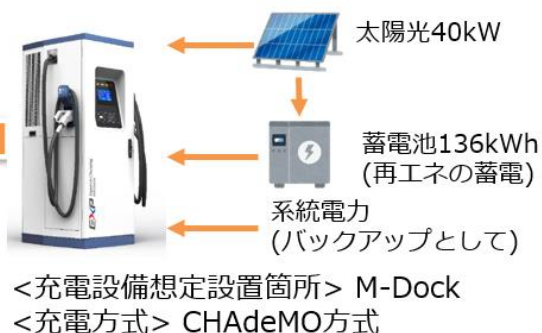 太陽光40kW
蓄電池136kWh
(再エネの蓄電)
系統電力
(バックアップとして)
EXP
<充電設備想定設置箇所> M-Dock
<充電方式> CHAdeMO方式